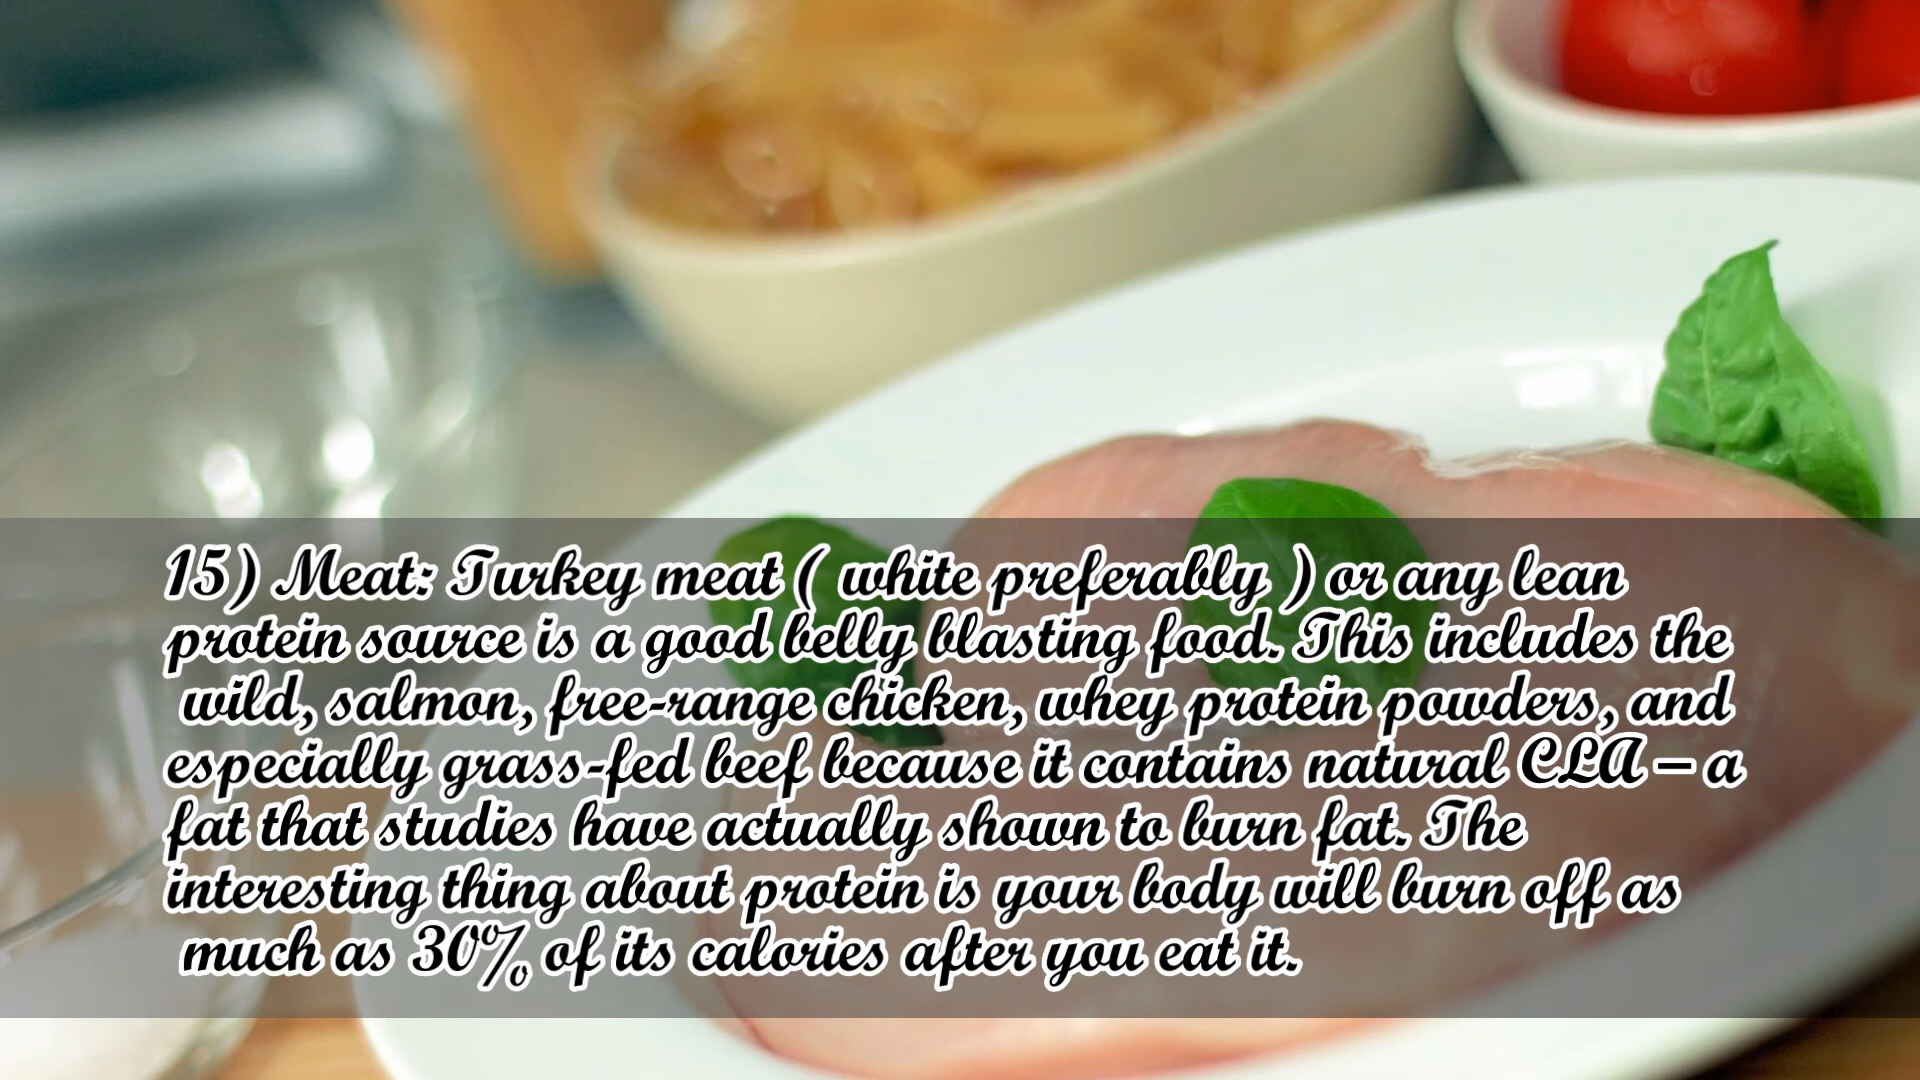 15) Meat: Turkey meat ( white preferably ) or any lean
protein source is a good belly blasting food. This includes the
wild, salmon, free-range chicken, whey protein powders, and
especially grass-fed beef because it contains natural CLA – a
fat that studies have actually shown to burn fat. The
interesting thing about protein is your body will burn off as
much as 30% of its calories after you eat it.